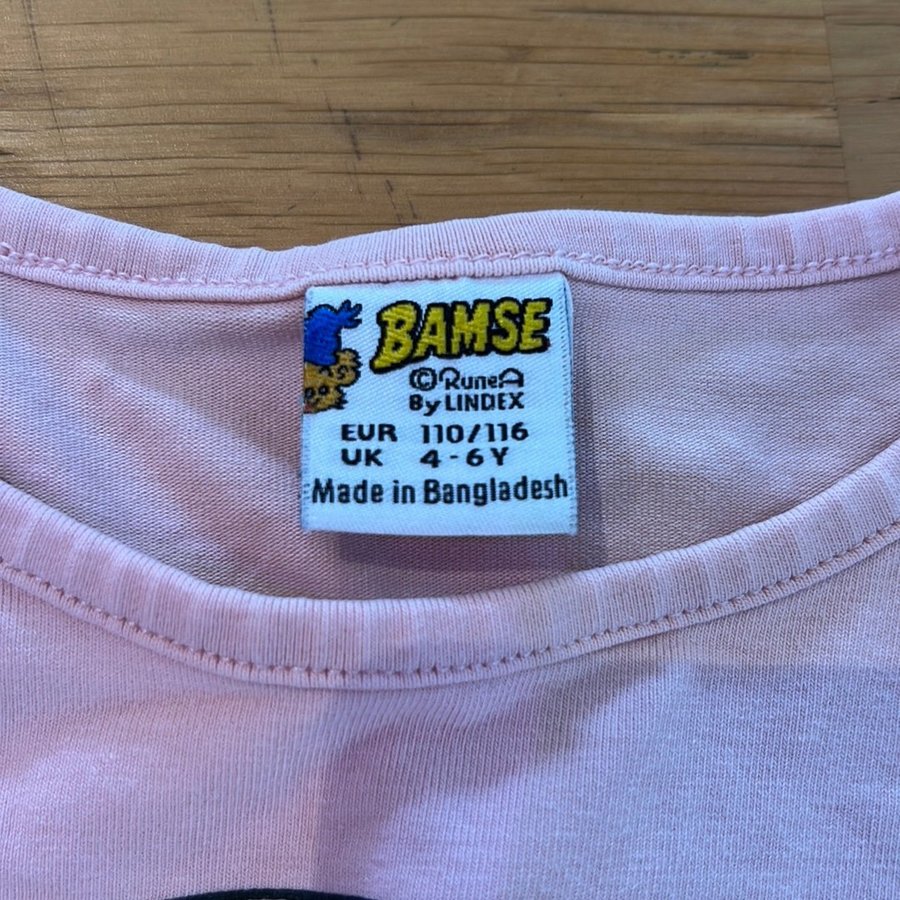 BAMSE
© RuneA
By LINDEX
EUR 110/116
UK 4-6Y
Made in Bangladesh